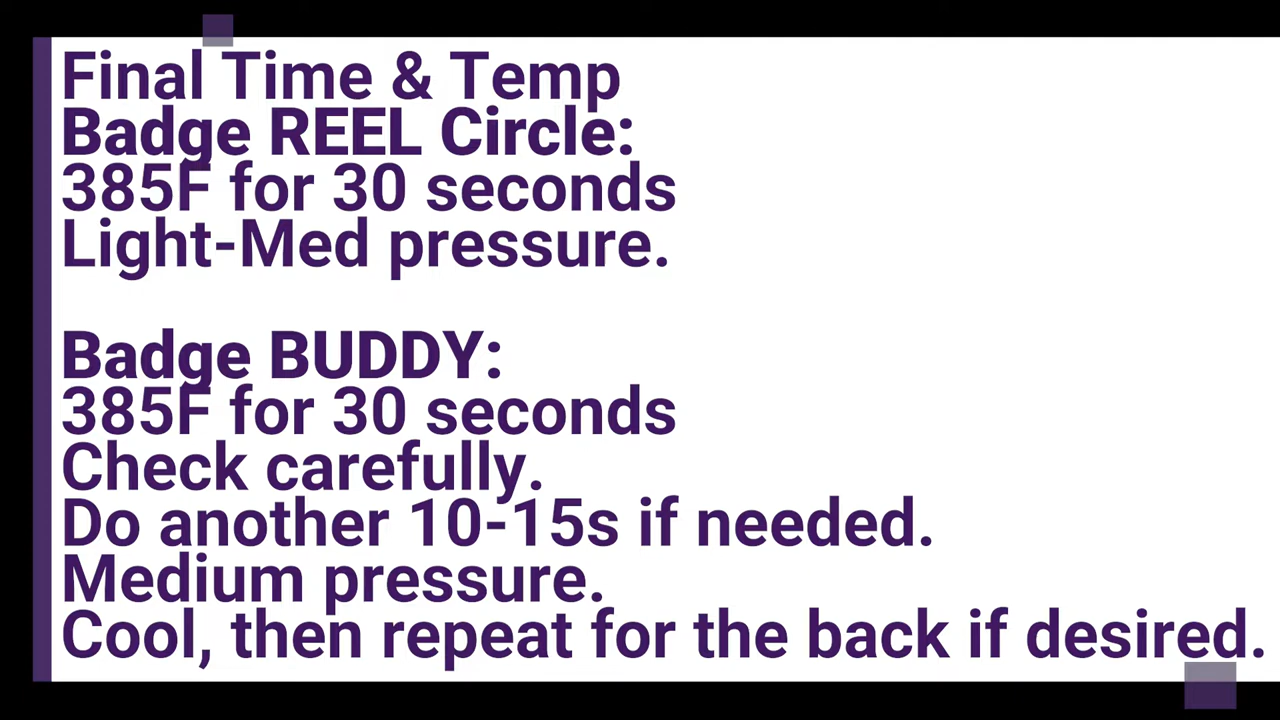 Final Time & Temp
Badge REEL Circle:
385F for 30 seconds
Light-Med pressure.
Badge BUDDY:
385F for 30 seconds
Check carefully.
Do another 10-15s if needed.
Medium pressure.
Cool, then repeat for the back if desired.